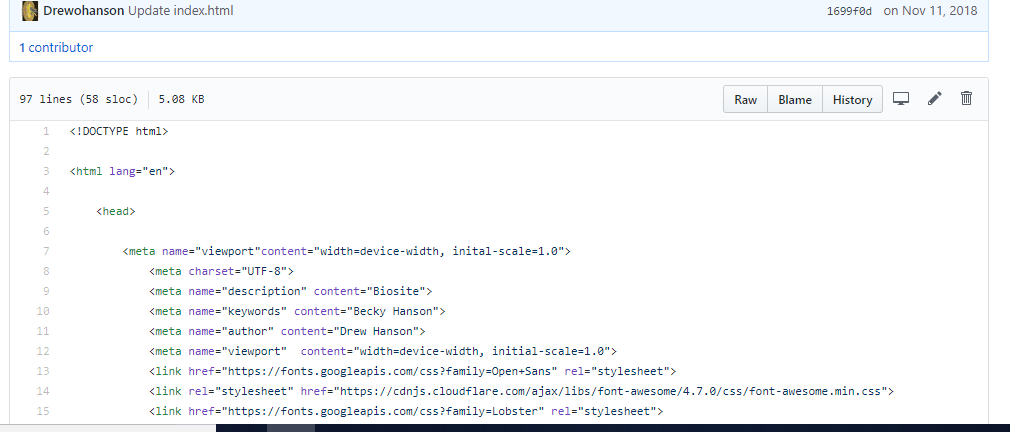 Drewohanson Update index.html 1699f0d on Nov 11, 2018
1 contributor
97 lines (58 sloc) 5.08 KB Raw Blame History
1 <!DOCTYPE html>
2
3 <html lang="en">
4
5 <head>
6
7 <meta name="viewport"content="width=device-width, inital-scale=1.0">
8 <meta charset="UTF-8">
9 <meta name="description" content="Biosite">
10 <meta name="keywords" content="Becky Hanson">
11 <meta name="author" content="Drew Hanson">
12 <meta name="viewport"  content="width=device-width, initial-scale=1.0">
13 <link href="https://fonts.googleapis.com/css?family=Open+Sans" rel="stylesheet">
14 <link rel="stylesheet" href="https://cdnjs.cloudflare.com/ajax/libs/font-awesome/4.7.0/css/font-awesome.min.css">
15 <link href="https://fonts.googleapis.com/css?family=Lobster" rel="stylesheet">